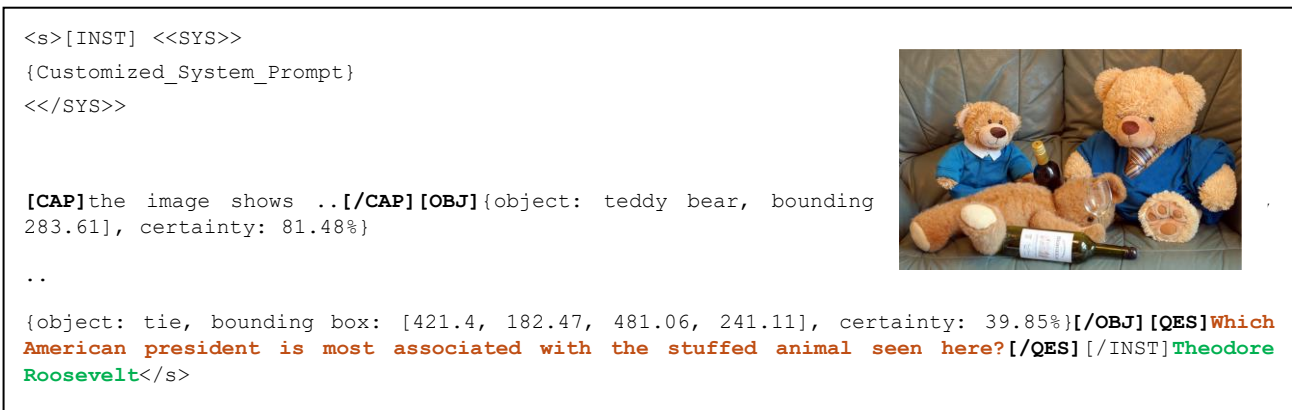 <s>[INST] <<SYS>>
{Customized_System_Prompt}
<</SYS>>
[CAP]the image shows ..[/CAP][OBJ]{object: teddy bear, bounding
283.61], certainty: 81.48%}
..
{object: tie, bounding box: [421.4, 182.47, 481.06, 241.11], certainty: 39.85%}[/OBJ][QES]Which
American president is most associated with the stuffed animal seen here?[/QES][/INST]Theodore
Roosevelt</s>